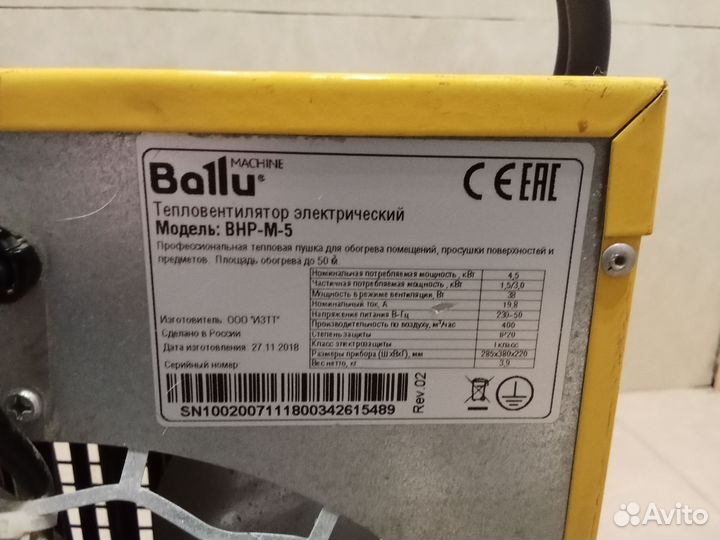 Ballu MACHINE
CE EAC
Тепловентилятор электрический
Модель: BHP-M-5
Профессиональная тепловая пушка для обогрева помещений, просушки поверхностей и
предметов. Площадь обогрева до 50 м
Номинальная потребляемая мощность, кВт 4,5
Частичная потребляемая мощность, кВт 1,5/3,0
Мощность в режиме вентиляции, Вт 38
Номинальный ток, А 19,8
Напряжение питания В-Гц 230-50
Производительность по воздуху, м³/час 400
Степень защиты IP20
Класс электрозащиты I класс
Размеры прибора (ШxВxГ), мм 285x380x220
Вес нетто, кг 3,9
Изготовитель ООО "ИЗТТ"
Сделано в России
Дата изготовления 27.11.2018
Серийный номер
SN1002007111800342615489
Rev.02
Avito